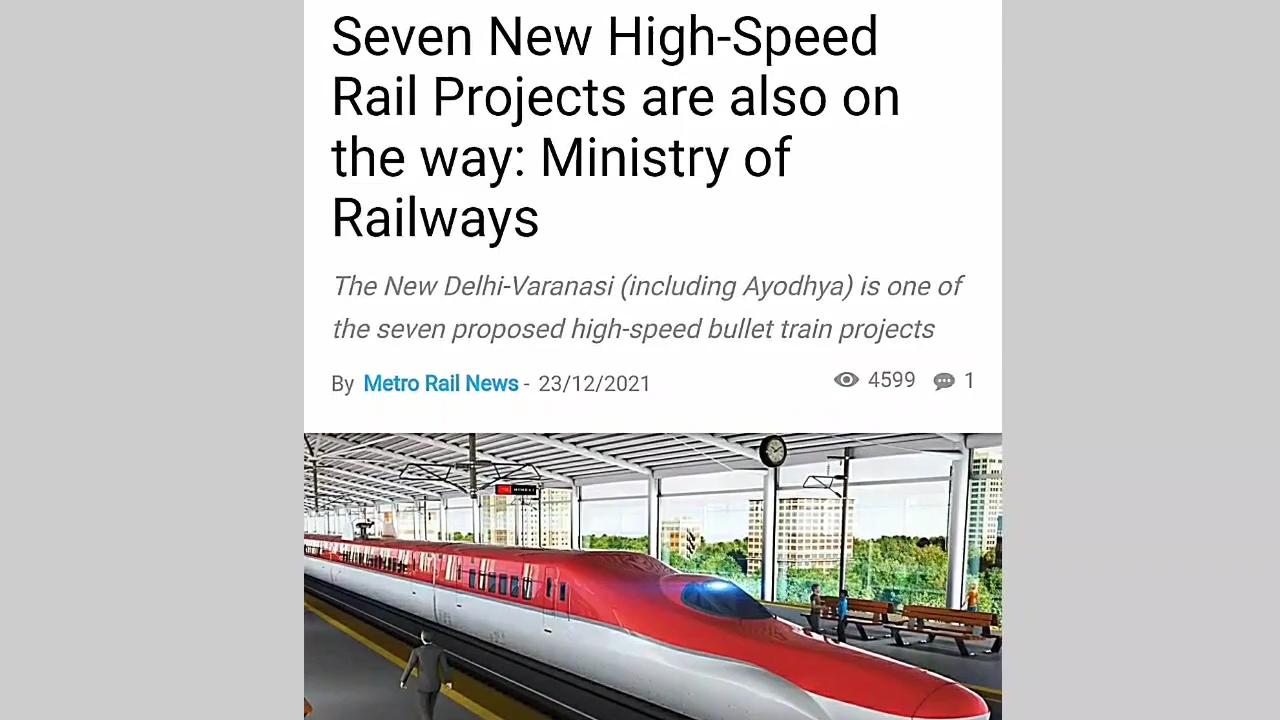 Seven New High-Speed
Rail Projects are also on
the way: Ministry of
Railways
The New Delhi-Varanasi (including Ayodhya) is one of
the seven proposed high-speed bullet train projects
By Metro Rail News - 23/12/2021 4599 1